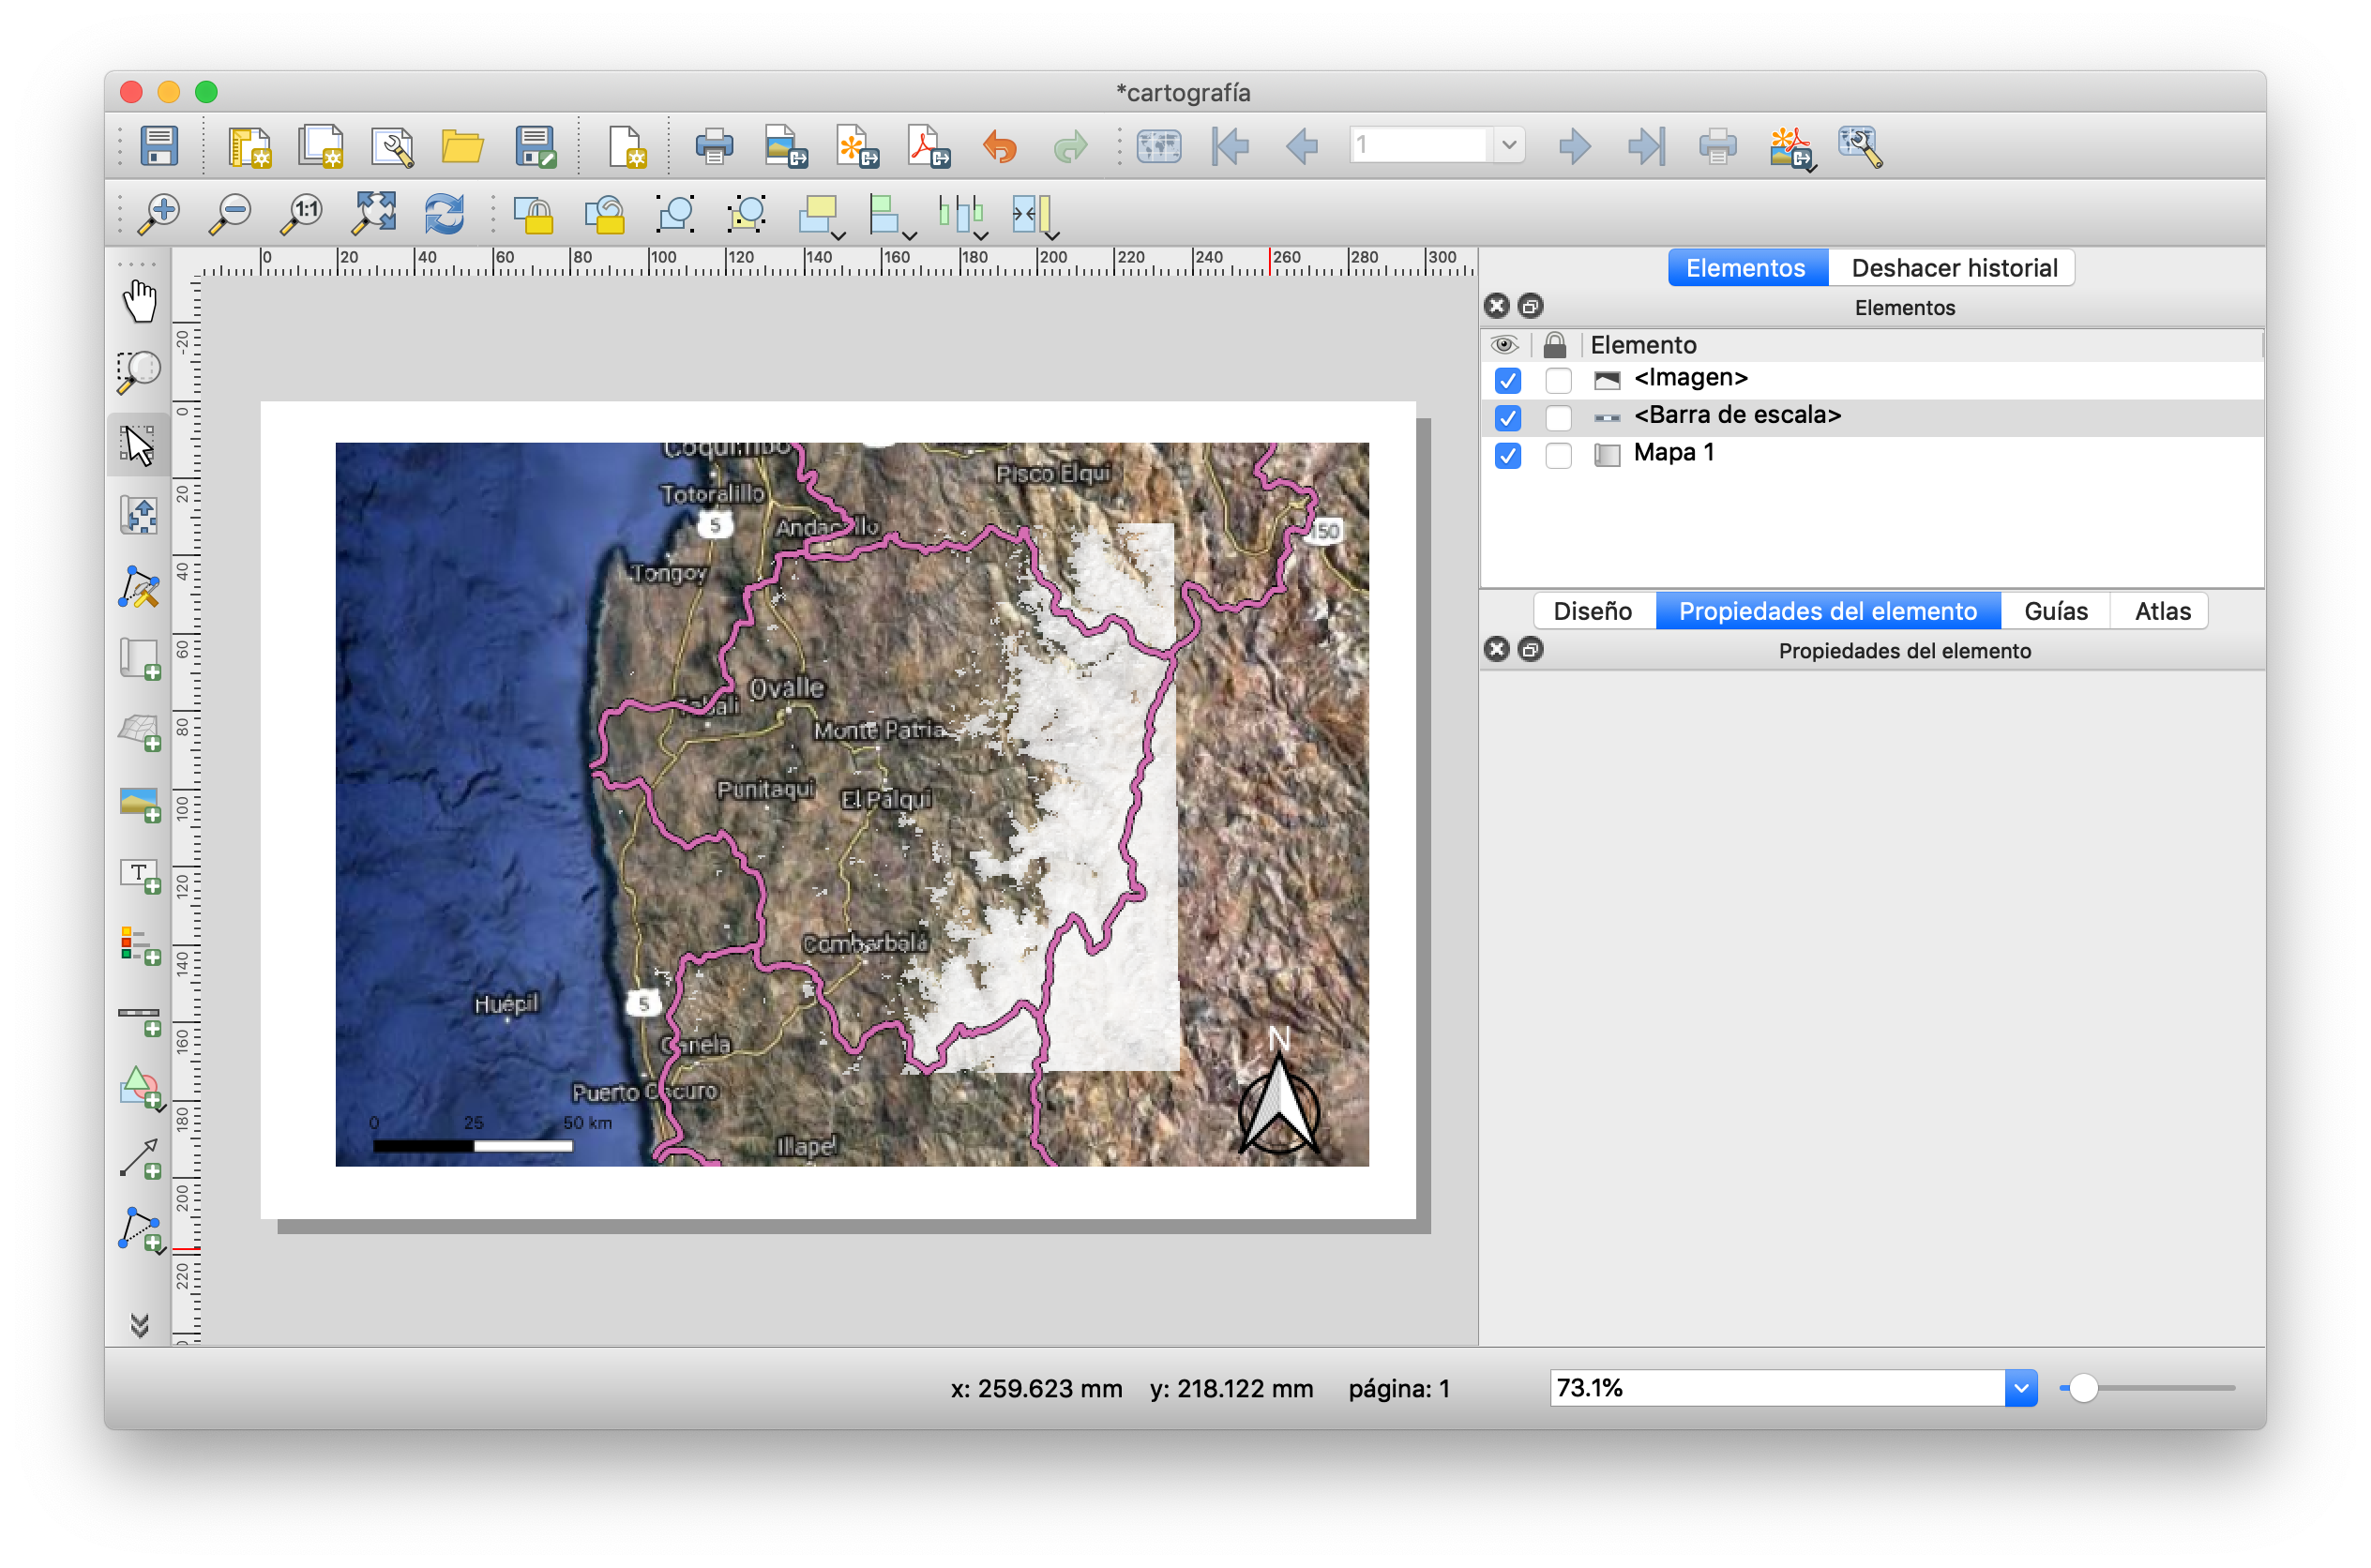 *cartografía
1
1:1
Elementos Deshacer historial
Elementos
Elemento
<Imagen>
<Barra de escala>
Mapa 1
Diseño Propiedades del elemento Guías Atlas
Propiedades del elemento
0 20 40 60 80 100 120 140 160 180 200 220 240 260 280 300
-20
0
20
40
60
80
100
120
140
160
180
200
220
T
Coquimbo
Pisco Elqui
Totoralillo
5
Andacollo
150
Tongoy
Ovalle
Tabali
Monte Patria
Punitaqui
El Palqui
Combarbalá
Huépil
5
N
Canela
Puerto Oscuro
0 25 50 km
Illapel
x: 259.623 mm y: 218.122 mm página: 1
73.1%